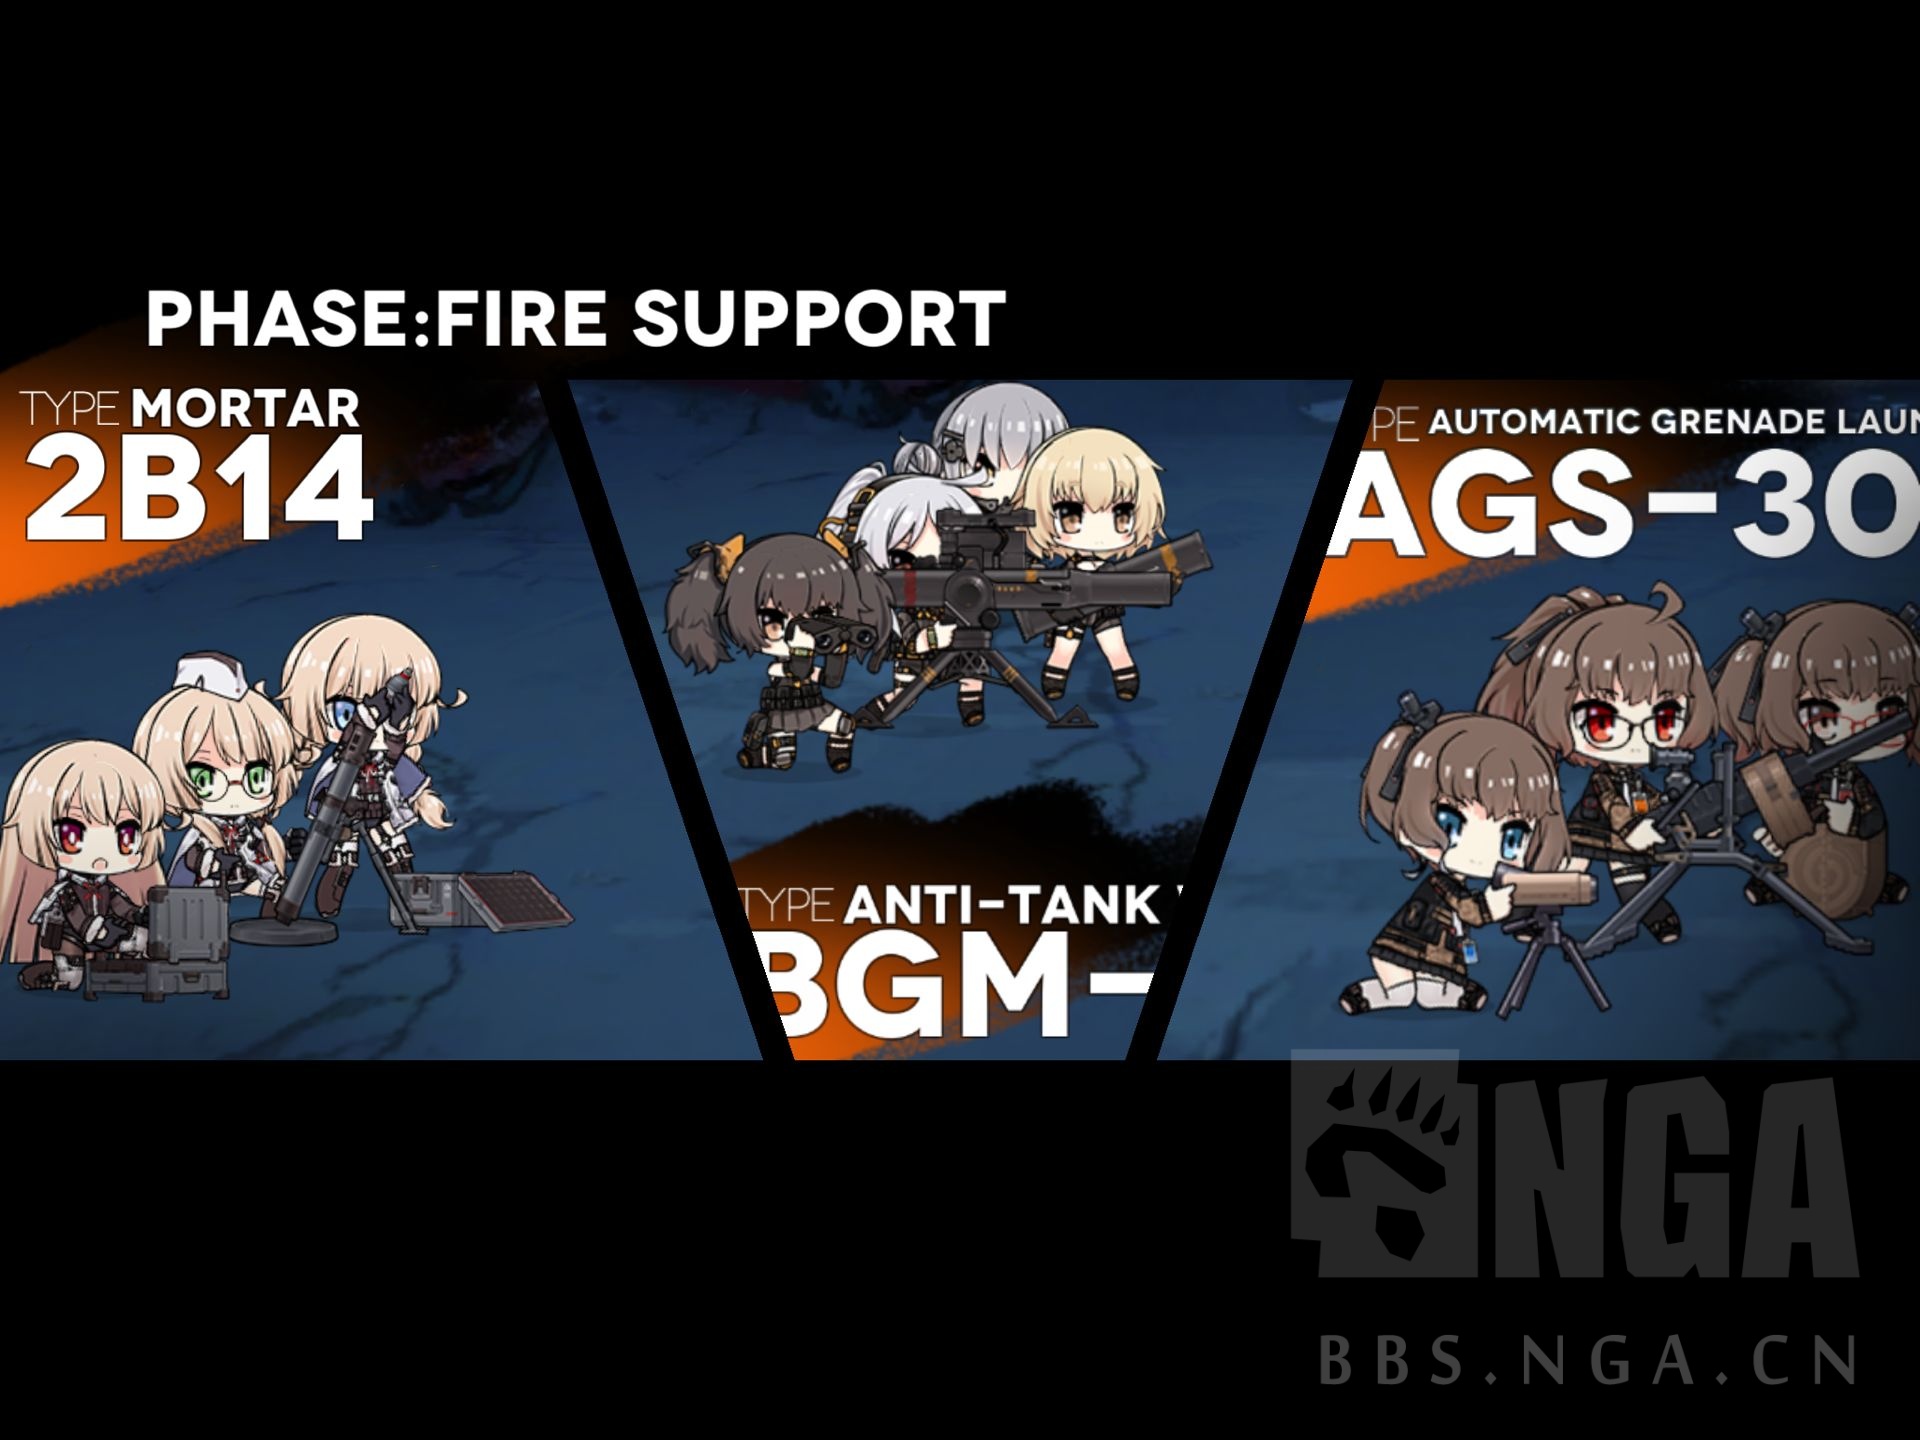 PHASE:FIRE SUPPORT
TYPE MORTAR
2B14
TYPE ANTI-TANK
BGM-
PE AUTOMATIC GRENADE LAUN
AGS-30
NGA
BBS.NGA.CN